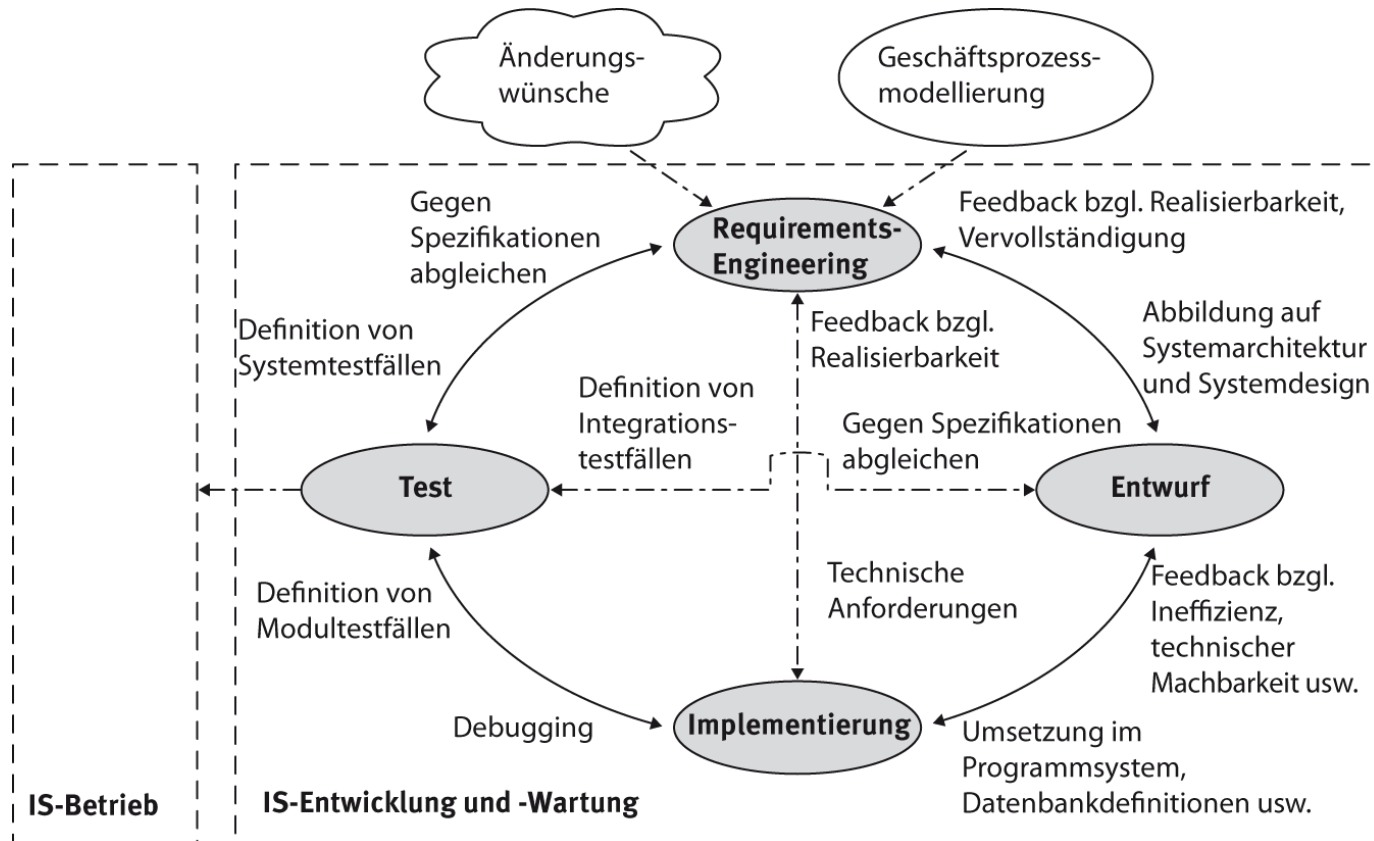 Änderungs-
wünsche
Geschäftsprozess-
modellierung
Gegen
Spezifikationen
abgleichen
Requirements-
Engineering
Feedback bzgl. Realisierbarkeit,
Vervollständigung
Definition von
Systemtestfällen
Feedback bzgl.
Realisierbarkeit
Abbildung auf
Systemarchitektur
und Systemdesign
Definition von
Integrations-
testfällen
Gegen Spezifikationen
abgleichen
Test
Entwurf
Definition von
Modultestfällen
Technische
Anforderungen
Feedback bzgl.
Ineffizienz,
technischer
Machbarkeit usw.
Debugging
Implementierung
Umsetzung im
Programmsystem,
Datenbankdefinitionen usw.
IS-Betrieb
IS-Entwicklung und -Wartung